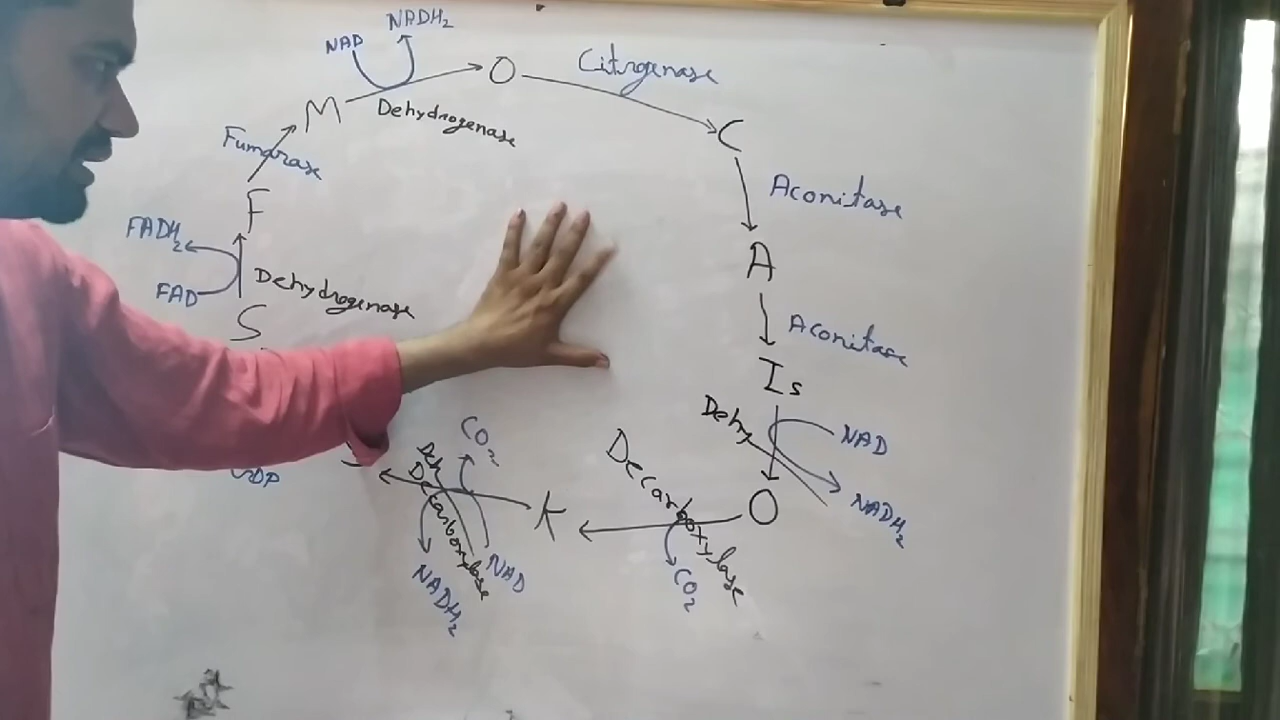 NADH₂
NAD
O
Citrogenase
M
Dehydrogenase
C
Fumarase
Aconitase
F
FADH₂
A
Dehydrogenase
FAD
S
Aconitase
Is
Dehy
NAD
CO₂
Decarboxylase
Deh
Decarboxylase
DP
NADH₂
K
O
NAD
CO₂
NADH₂